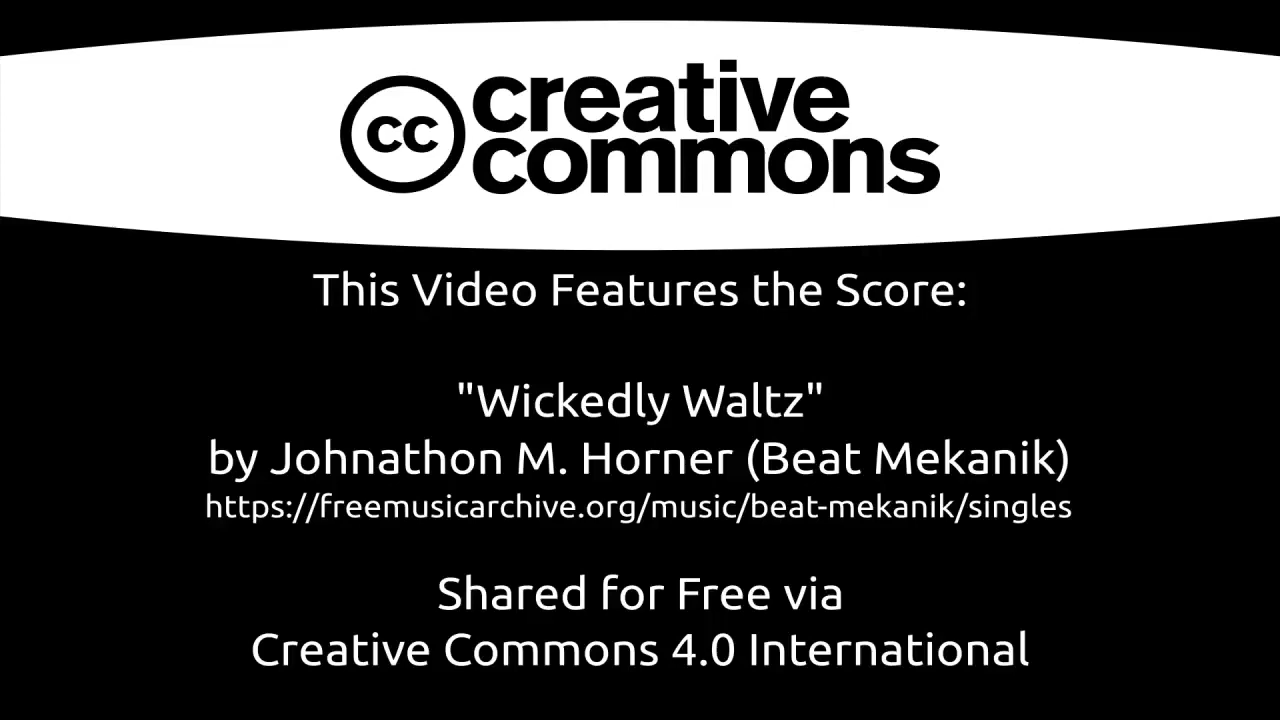 cc creative
commons
This Video Features the Score:
"Wickedly Waltz"
by Johnathon M. Horner (Beat Mekanik)
https://freemusicarchive.org/music/beat-mekanik/singles
Shared for Free via
Creative Commons 4.0 International